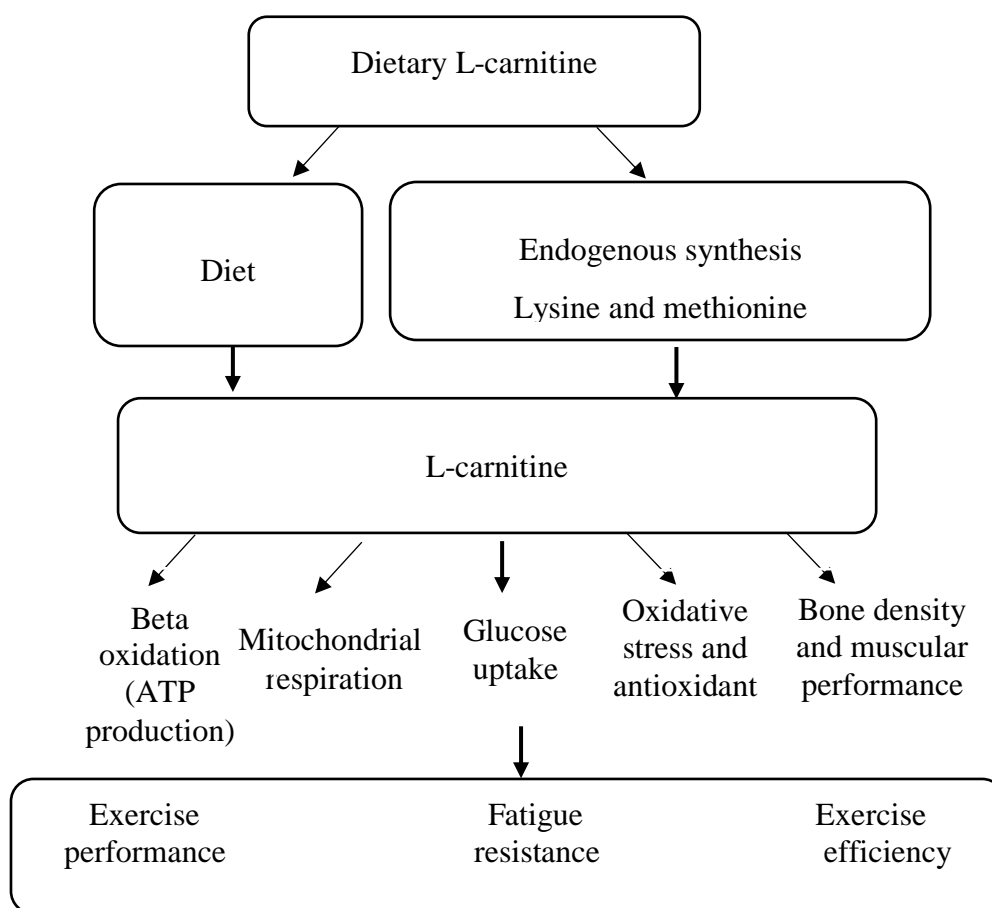 Dietary L-carnitine
Diet
Endogenous synthesis
Lysine and methionine
L-carnitine
Beta
oxidation
(ATP
production)
Mitochondrial
respiration
Glucose
uptake
Oxidative
stress and
antioxidant
Bone density
and muscular
performance
Exercise
performance
Fatigue
resistance
Exercise
efficiency